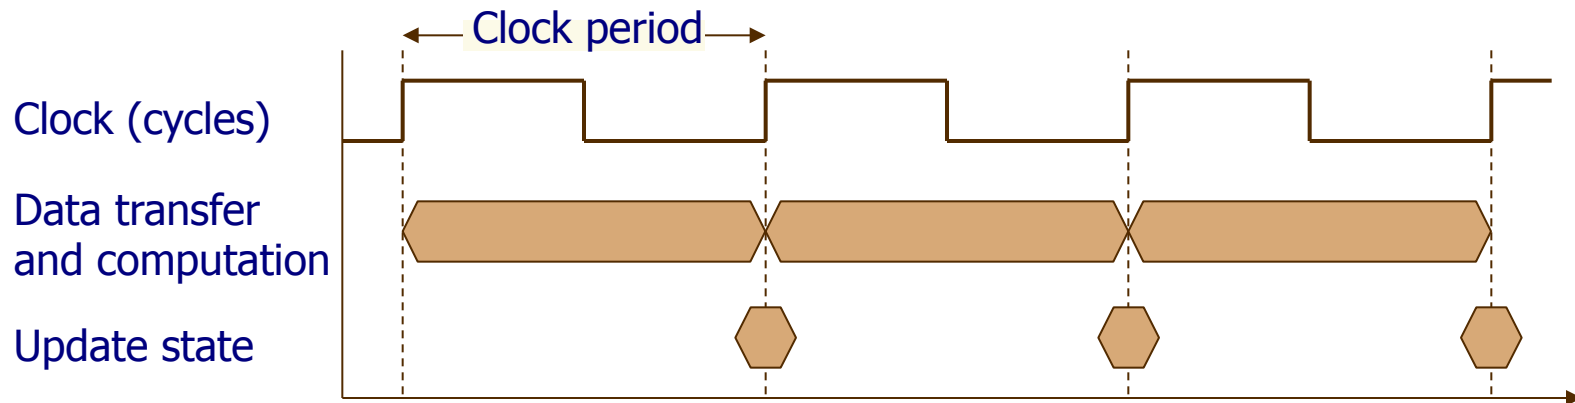 Clock period
Clock (cycles)
Data transfer
and computation
Update state